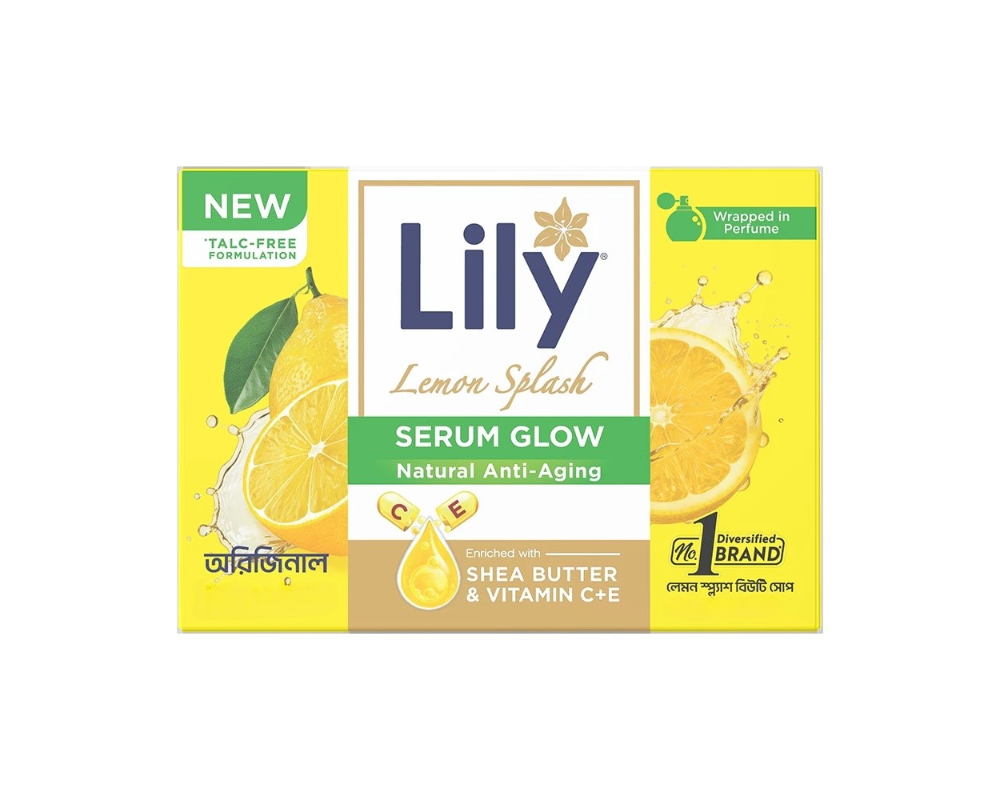 NEW
*TALC-FREE
FORMULATION
Lily®
Lemon Splash
SERUM GLOW
Natural Anti-Aging
C E
Enriched with
SHEA BUTTER
& VITAMIN C+E
অরিজিনাল
Wrapped in
Perfume
No.1 Diversified
BRAND
লেমন স্প্ল্যাশ বিউটি সোপ